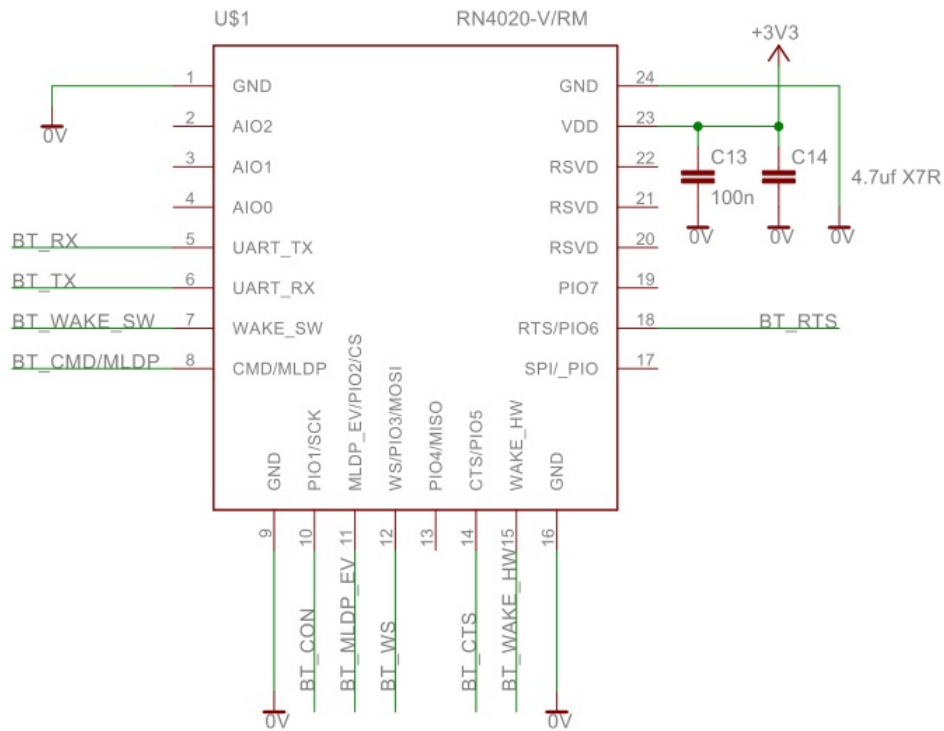 U$1
RN4020-V/RM
+3V3
1 GND
GND 24
0V
2 AIO2
VDD 23
3 AIO1
RSVD 22
C13
C14
4.7uf X7R
4 AIO0
RSVD 21
100n
0V
0V
0V
BT_RX 5 UART_TX
RSVD 20
BT_TX 6 UART_RX
PIO7 19
BT_WAKE_SW 7 WAKE_SW
RTS/PIO6 18 BT_RTS
BT_CMD/MLDP 8 CMD/MLDP
SPI/_PIO 17
GND
PIO1/SCK
MLDP_EV/PIO2/CS
WS/PIO3/MOSI
PIO4/MISO
CTS/PIO5
WAKE_HW
GND
9
10
11
12
13
14
15
16
BT_CON
BT_MLDP_EV
BT_WS
BT_CTS
BT_WAKE_HW
0V
0V